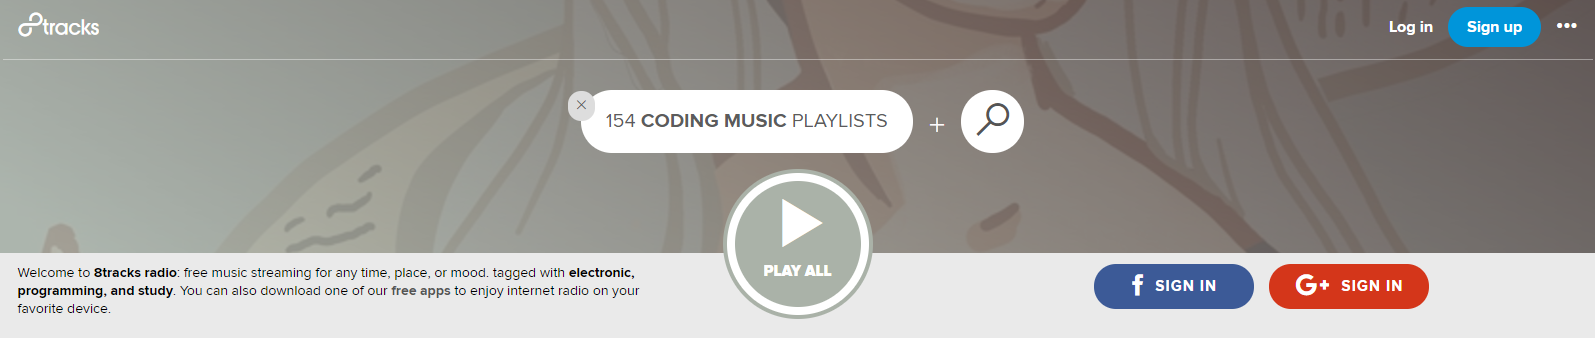 8tracks
Log in
Sign up
154 CODING MUSIC PLAYLISTS
+
PLAY ALL
Welcome to 8tracks radio: free music streaming for any time, place, or mood. tagged with electronic,
programming, and study. You can also download one of our free apps to enjoy internet radio on your
favorite device.
f SIGN IN
G+ SIGN IN